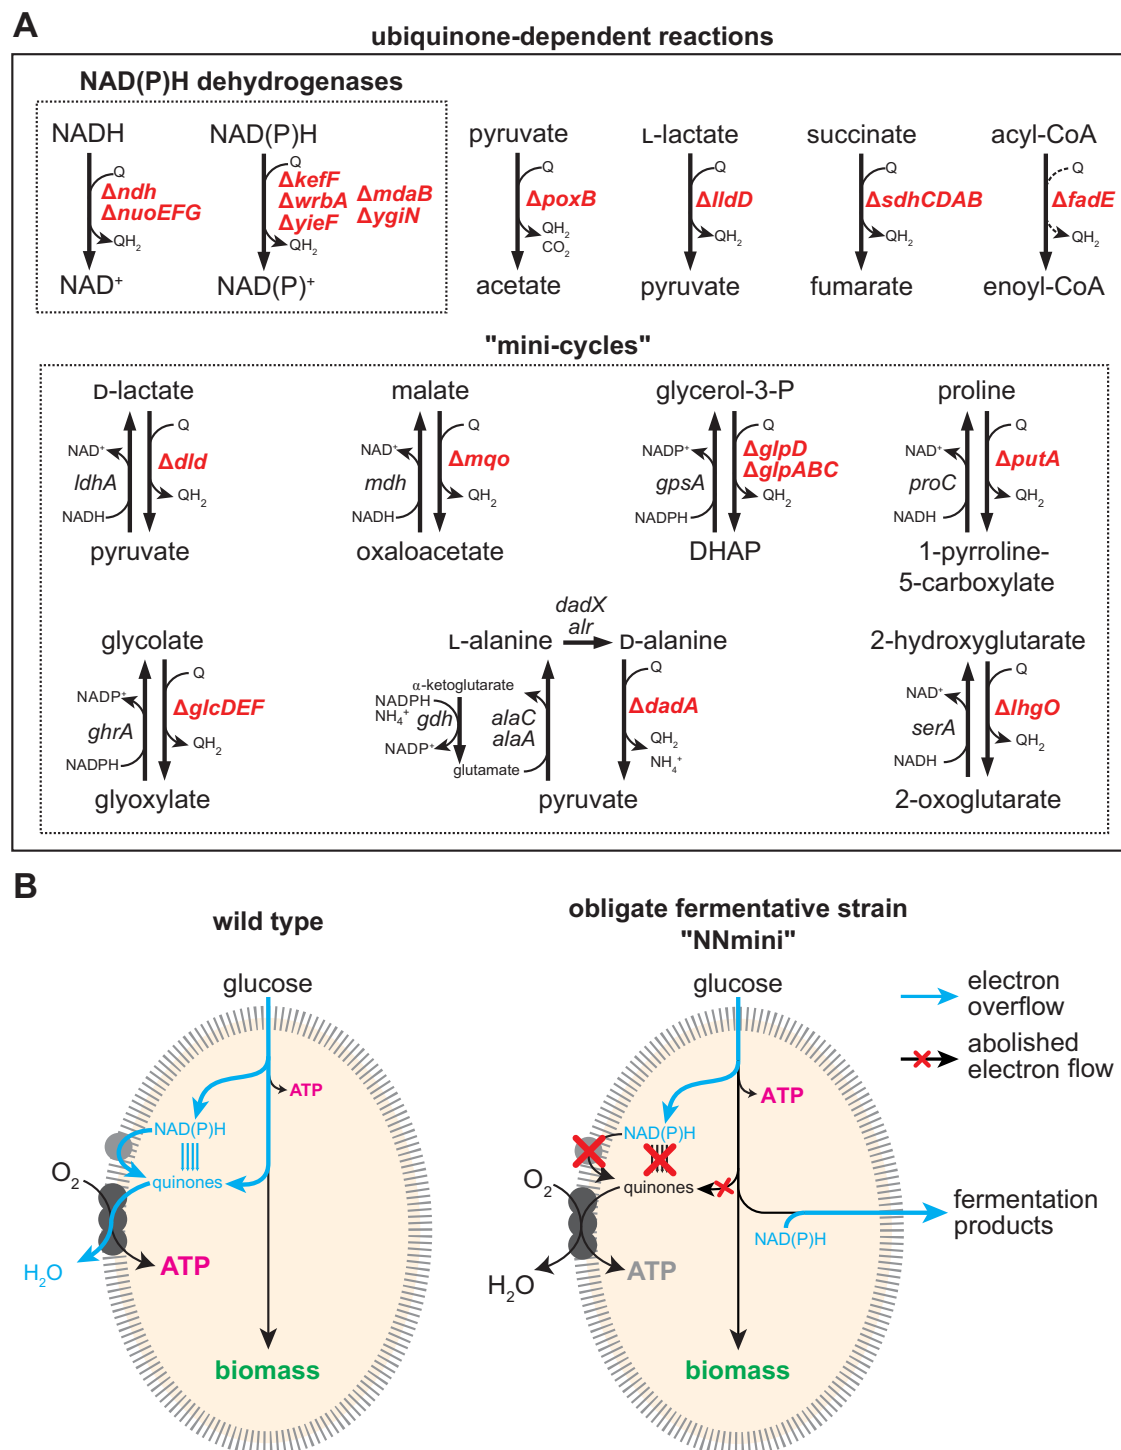 A
ubiquinone-dependent reactions
NAD(P)H dehydrogenases
NADH
Q
Δndh
ΔnuoEFG
QH₂
NAD⁺
NAD(P)H
Q
ΔkefF
ΔwrbA
ΔyieF
ΔmdaB
ΔygiN
QH₂
NAD(P)⁺
pyruvate
Q
ΔpoxB
QH₂
CO₂
acetate
L-lactate
Q
ΔlldD
QH₂
pyruvate
succinate
Q
ΔsdhCDAB
QH₂
fumarate
acyl-CoA
Q
ΔfadE
QH₂
enoyl-CoA
"mini-cycles"
D-lactate
NAD⁺
ldhA
NADH
Q
Δdld
QH₂
pyruvate
malate
NAD⁺
mdh
NADH
Q
Δmqo
QH₂
oxaloacetate
glycerol-3-P
NADP⁺
gpsA
NADPH
Q
ΔglpD
ΔglpABC
QH₂
DHAP
proline
NAD⁺
proC
NADH
Q
ΔputA
QH₂
1-pyrroline-
5-carboxylate
glycolate
NADP⁺
ghrA
NADPH
Q
ΔglcDEF
QH₂
glyoxylate
dadX
alr
L-alanine
D-alanine
α-ketoglutarate
NADPH
NH₄⁺
gdh
NADP⁺
glutamate
alaC
alaA
Q
ΔdadA
QH₂
NH₄⁺
pyruvate
2-hydroxyglutarate
NAD⁺
serA
NADH
Q
ΔlhgO
QH₂
2-oxoglutarate
B
wild type
glucose
ATP
NAD(P)H
quinones
O₂
H₂O
ATP
biomass
obligate fermentative strain
"NNmini"
glucose
ATP
NAD(P)H
quinones
O₂
H₂O
ATP
NAD(P)H
fermentation
products
biomass
electron
overflow
abolished
electron flow